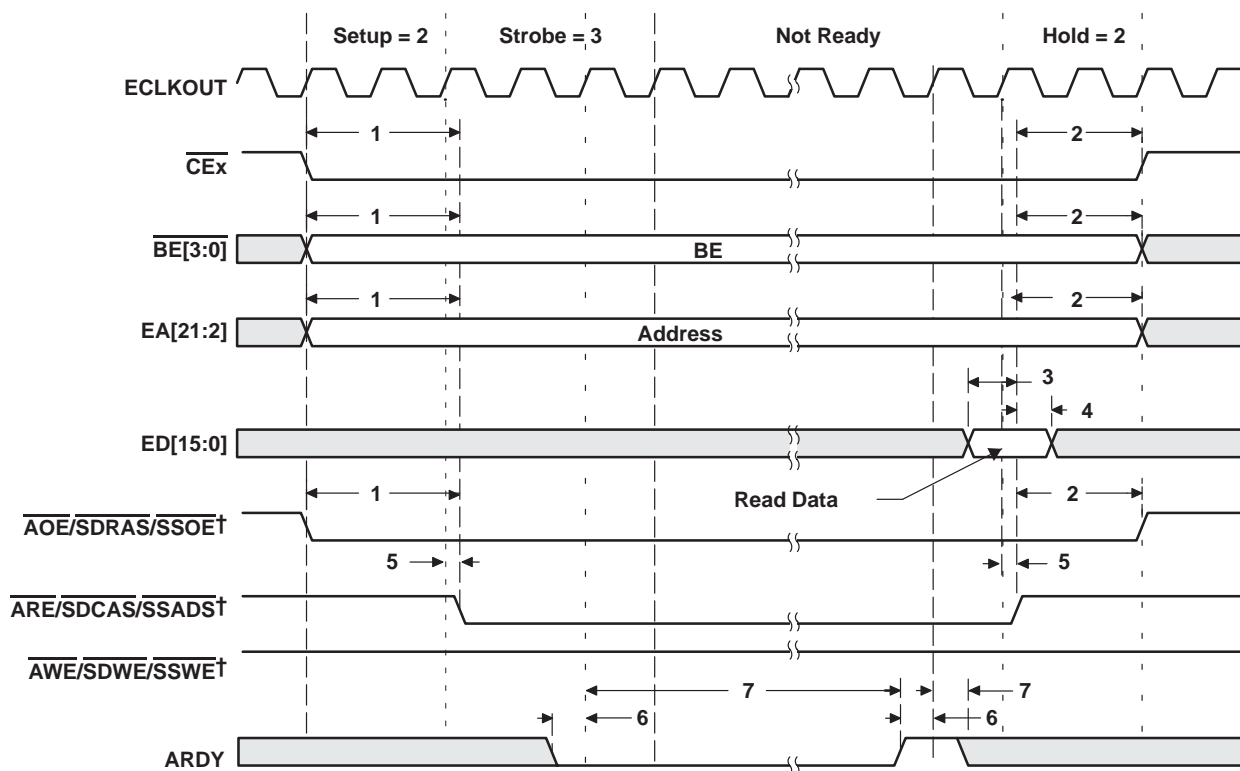 Setup = 2 Strobe = 3 Not Ready Hold = 2
ECLKOUT
1 2
CEx
1 2
BE[3:0] BE
1 2
EA[21:2] Address
3
4
ED[15:0]
1 Read Data 2
AOE/SDRAS/SSOE†
5 5
ARE/SDCAS/SSADS†
AWE/SDWE/SSWE†
7 7
6 6
ARDY